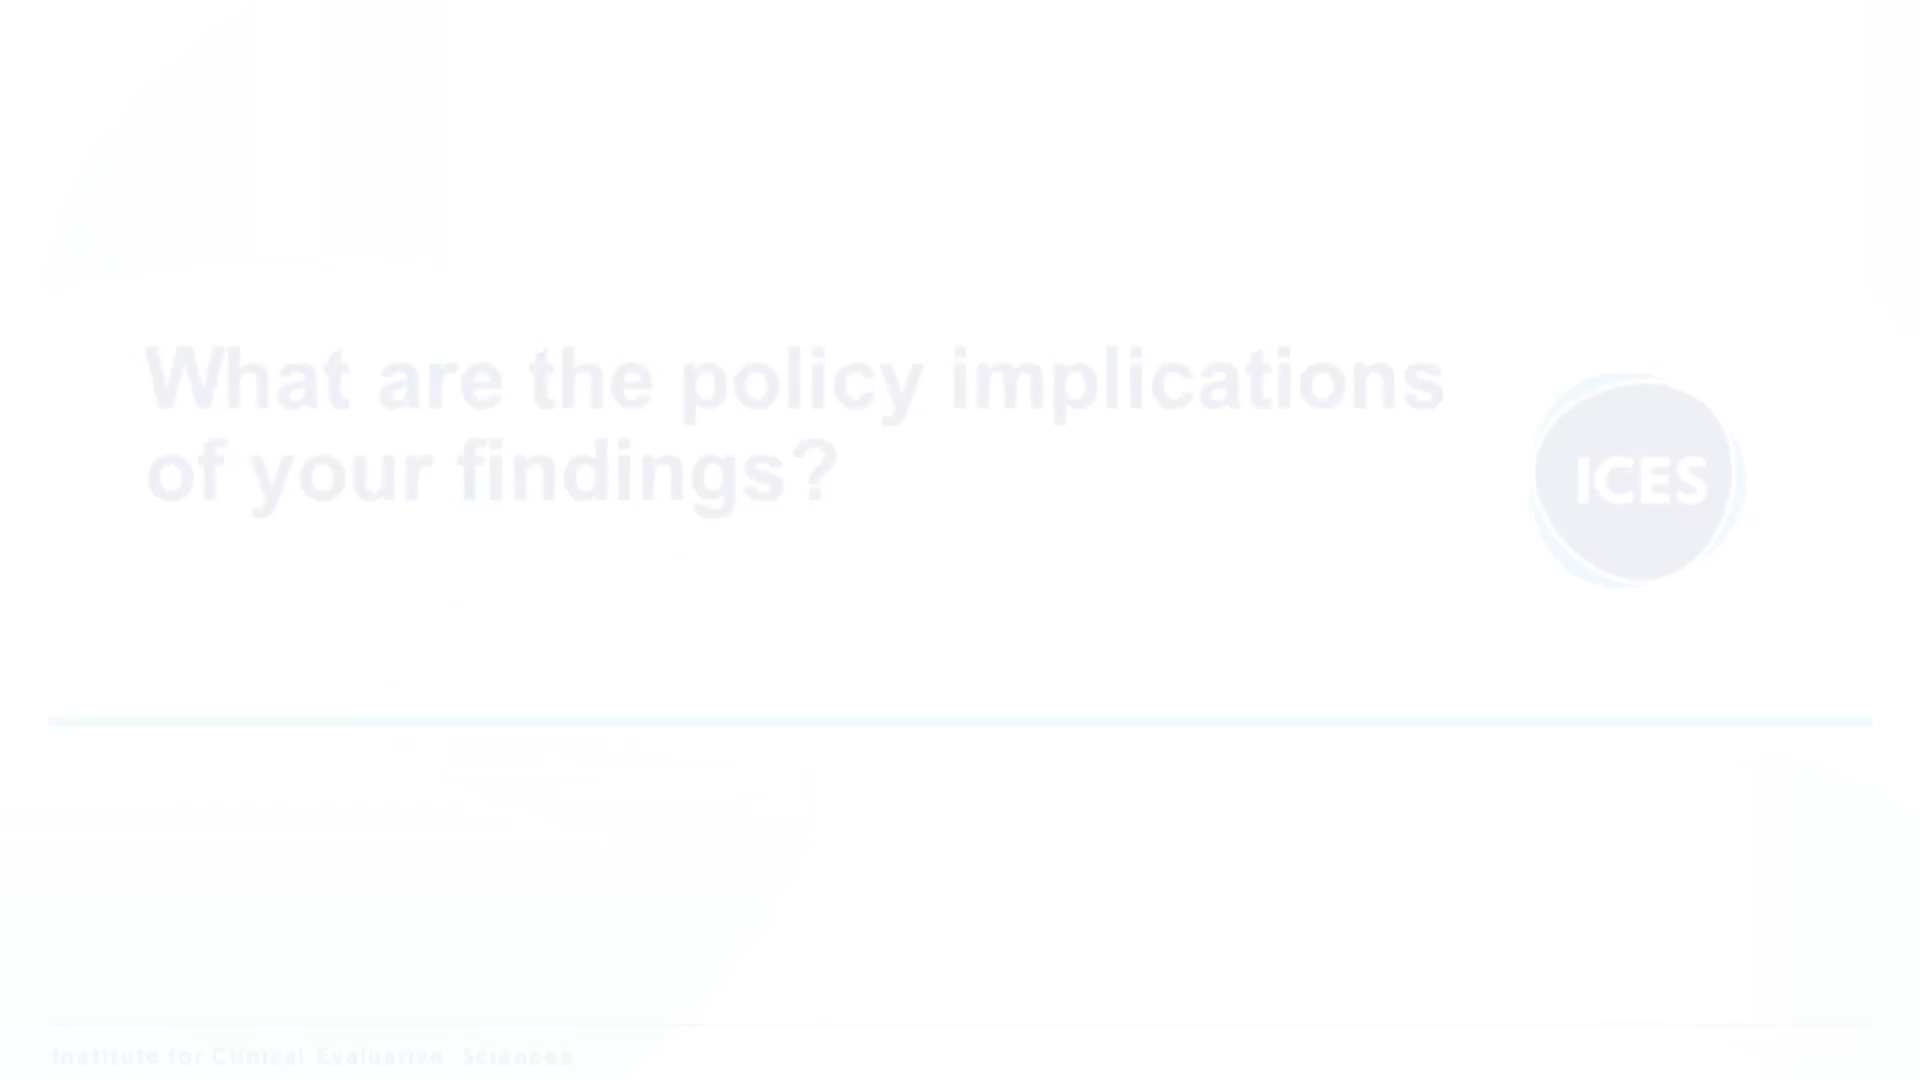 What are the policy implications
of your findings?
ICES
Institute for Clinical Evaluative Sciences